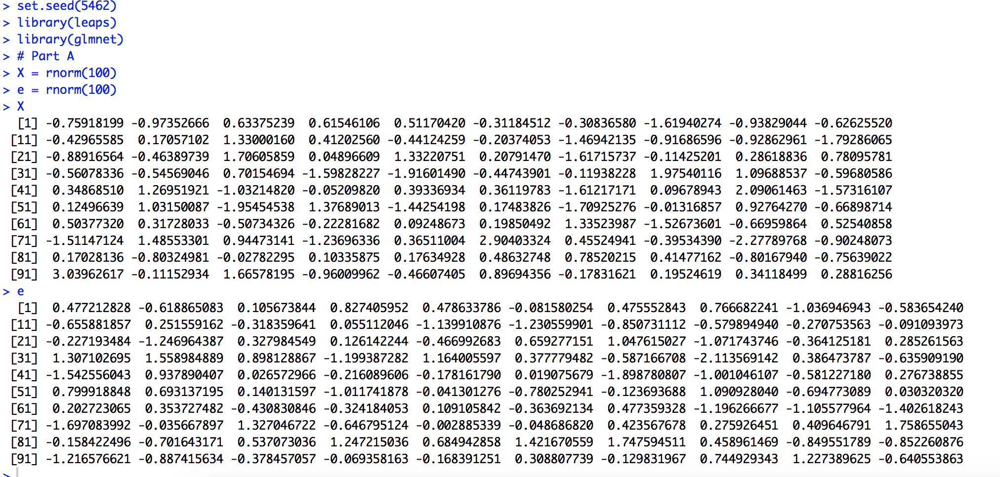 > set.seed(5462)
> library(leaps)
> library(glmnet)
> # Part A
> X = rnorm(100)
> e = rnorm(100)
> X
  [1] -0.75918199 -0.97352666  0.63375239  0.61546106  0.51170420 -0.31184512 -0.30836580 -1.61940274 -0.93829044 -0.62625520
 [11] -0.42965585  0.17057102  1.33000160  0.41202560 -0.44124259 -0.20374053 -1.46942135 -0.91686596 -0.92862961 -1.79286065
 [21] -0.88916564 -0.46389739  1.70605859  0.04896609  1.33220751  0.20791470 -1.61715737 -0.11425201  0.28618836  0.78095781
 [31] -0.56078336 -0.54569046  0.70154694 -1.59828227 -1.91601490 -0.44743901 -0.11938228  1.97540116  1.09688537 -0.59680586
 [41]  0.34868510  1.26951921 -1.03214820 -0.05209820  0.39336934  0.36119783 -1.61217171  0.09678943  2.09061463 -1.57316107
 [51]  0.12496639  1.03150087 -1.95454538  1.37689013 -1.44254198  0.17483826 -1.70925276 -0.01316857  0.92764270 -0.66898714
 [61]  0.50377320  0.31728033 -0.50734326 -0.22281682  0.09248673  0.19850492  1.33523987 -1.52673601 -0.66959864  0.52540858
 [71] -1.51147124  1.48553301  0.94473141 -1.23696336  0.36511004  2.90403324  0.45524941 -0.39534390 -2.27789768 -0.90248073
 [81]  0.17028136 -0.80324981 -0.02782295  0.10335875  0.17634928  0.48632748  0.78520215  0.41477162 -0.80167940 -0.75639022
 [91]  3.03962617 -0.11152934  1.66578195 -0.96009962 -0.46607405  0.89694356 -0.17831621  0.19524619  0.34118499  0.28816256
> e
  [1]  0.477212828 -0.618865083  0.105673844  0.827405952  0.478633786 -0.081580254  0.475552843  0.766682241 -1.036946943 -0.583654240
 [11] -0.655881857  0.251559162 -0.318359641  0.055112046 -1.139910876 -1.230559901 -0.850731112 -0.579894940 -0.270753563 -0.091093973
 [21] -0.227193484 -1.246964387  0.327984549  0.126142244 -0.466992683  0.659277151  1.047615027 -1.071743746 -0.364125181  0.285261563
 [31]  1.307102695  1.558984889  0.898128867 -1.199387282  1.164005597  0.377779482 -0.587166708 -2.113569142  0.386473787 -0.635909190
 [41] -1.542556043  0.937890407  0.026572966 -0.216089606 -0.178161790  0.019075679 -1.898780807 -1.001046107 -0.581227180  0.276738855
 [51]  0.799918848  0.693137195  0.140131597 -1.011741878 -0.041301276 -0.780252941 -0.123693688  1.090928040 -0.694773089  0.030320320
 [61]  0.202723065  0.353727482 -0.430830846 -0.324184053  0.109105842 -0.363692134  0.477359328 -1.196266677 -1.105577964 -1.402618243
 [71] -1.697083992 -0.035667897  1.327046722 -0.646795124 -0.002885339 -0.048686820  0.423567678  0.275926451  0.409646791  1.758655043
 [81] -0.158422496 -0.701643171  0.537073036  1.247215036  0.684942858  1.421670559  1.747594511  0.458961469 -0.849551789 -0.852260876
 [91] -1.216576621 -0.887415634 -0.378457057 -0.069358163 -0.168391251  0.308807739 -0.129831967  0.744929343  1.227389625 -0.640553863
>